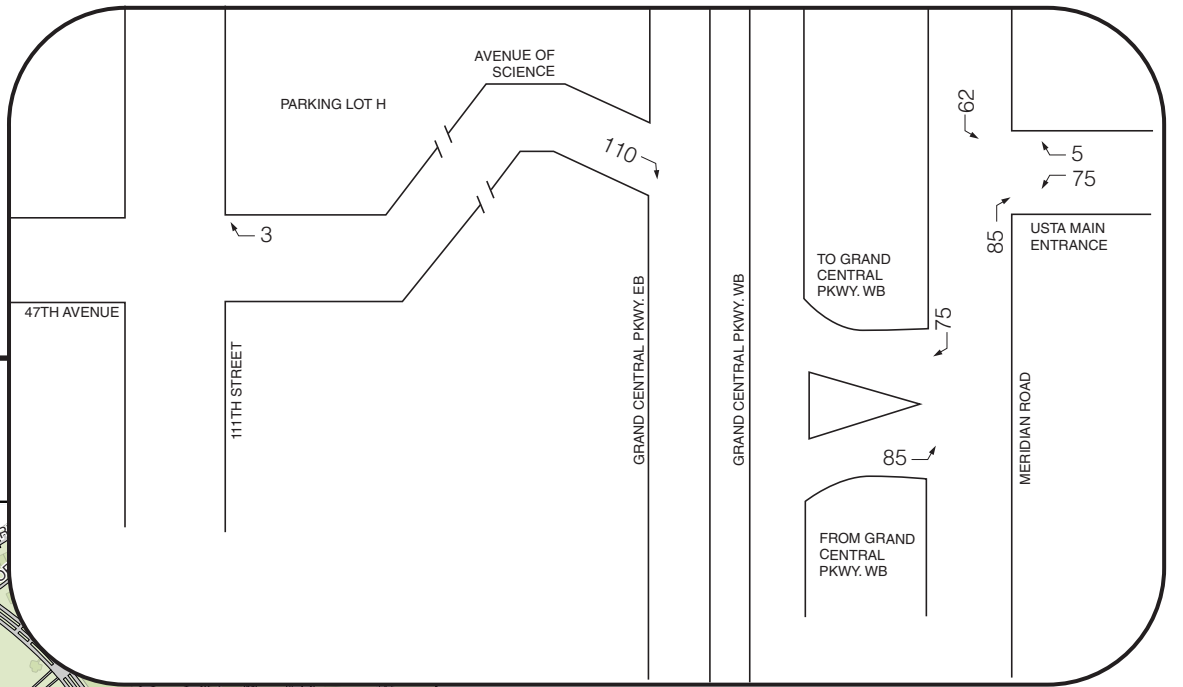 AVENUE OF
SCIENCE
PARKING LOT H
62
110
5
75
3
85
USTA MAIN
ENTRANCE
TO GRAND
CENTRAL
PKWY. WB
47TH AVENUE
75
111TH STREET
GRAND CENTRAL PKWY. EB
GRAND CENTRAL PKWY. WB
MERIDIAN ROAD
85
FROM GRAND
CENTRAL
PKWY. WB